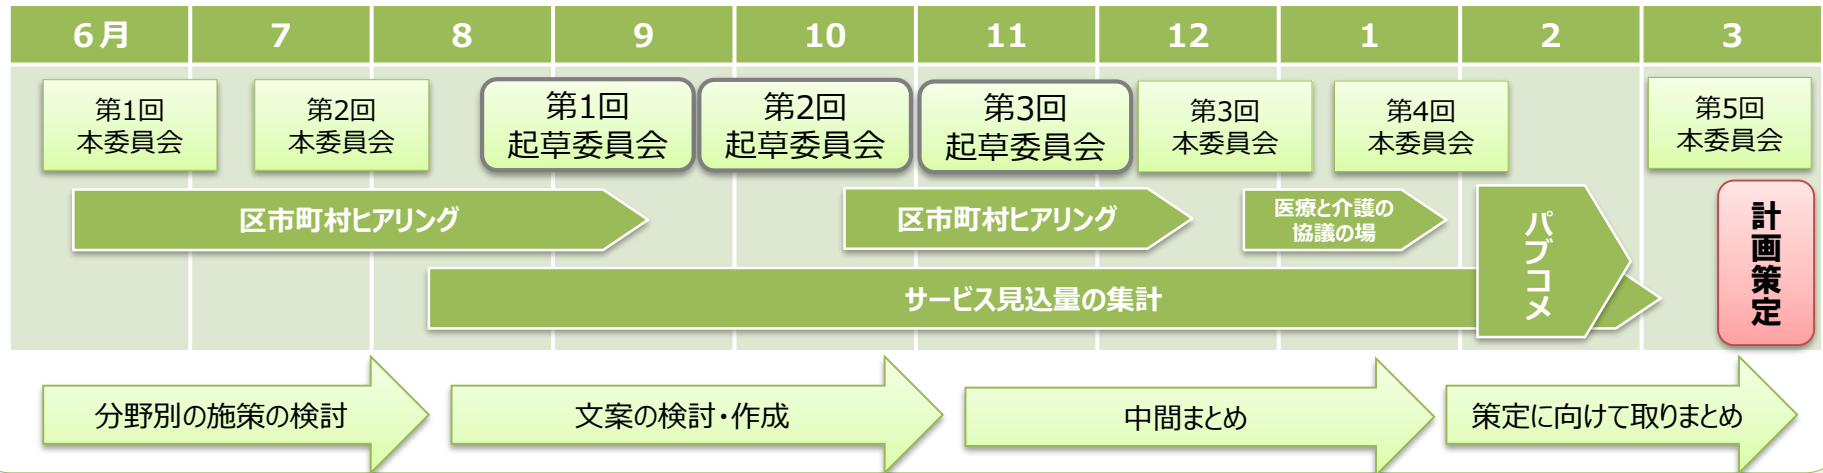 6月 7 8 9 10 11 12 1 2 3
第1回
本委員会
第2回
本委員会
第1回
起草委員会
第2回
起草委員会
第3回
起草委員会
第3回
本委員会
第4回
本委員会
第5回
本委員会
区市町村ヒアリング
区市町村ヒアリング
医療と介護の
協議の場
パブコメ
計画策定
サービス見込量の集計
分野別の施策の検討
文案の検討・作成
中間まとめ
策定に向けて取りまとめ